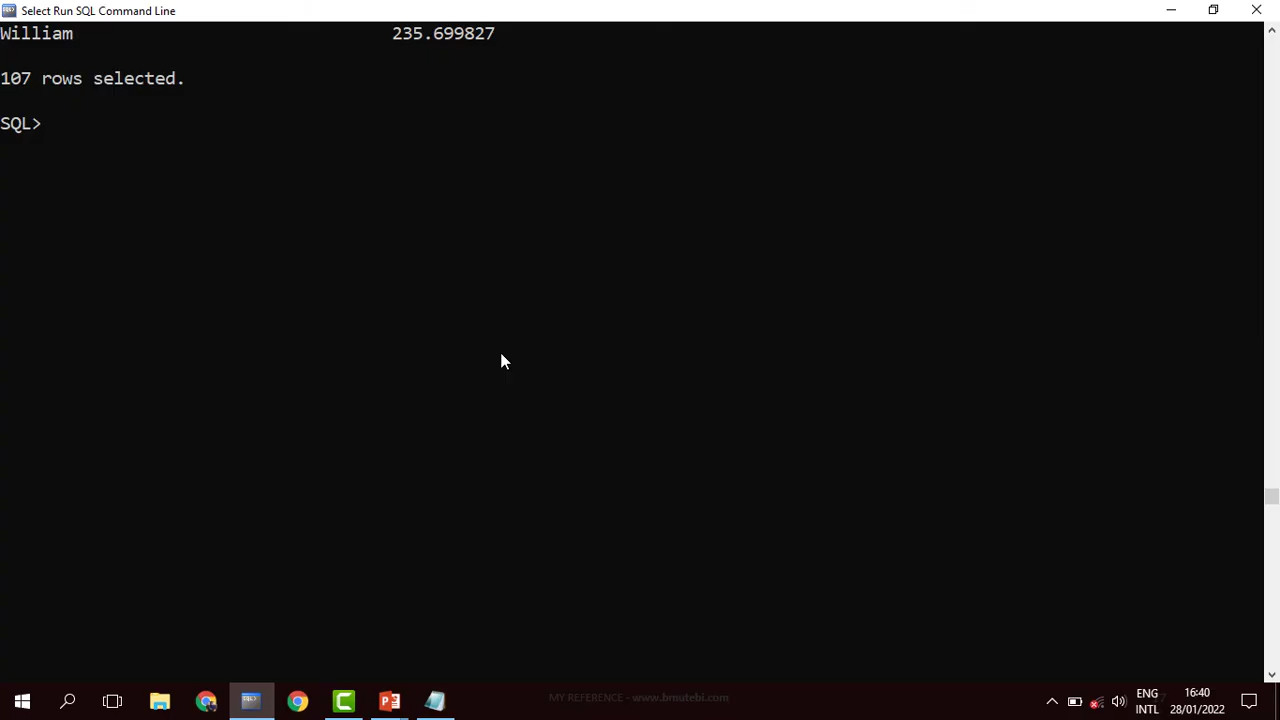 Select Run SQL Command Line
William 235.699827
107 rows selected.
SQL>
MY REFERENCE - www.bmutebi.com
ENG
INTL
16:40
28/01/2022